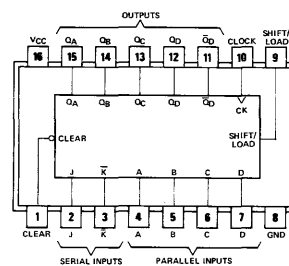 OUTPUTS
VCC QA QB QC QD Q̅D CLOCK SHIFT/
LOAD
16 15 14 13 12 11 10 9
QA QB QC QD Q̅D CK
CLEAR
SHIFT/
LOAD
J K̅ A B C D
1 2 3 4 5 6 7 8
CLEAR J K̅ A B C D GND
SERIAL INPUTS PARALLEL INPUTS